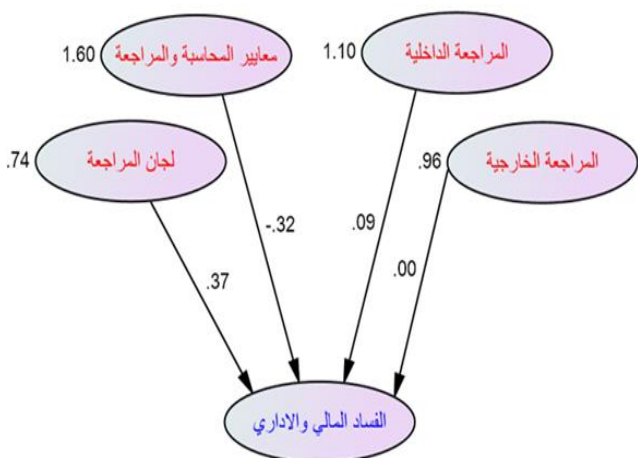 1.60
معايير المحاسبة والمراجعة
1.10
المراجعة الداخلية
.74
لجان المراجعة
.96
المراجعة الخارجية
-.32
.09
.00
.37
الفساد المالي والاداري